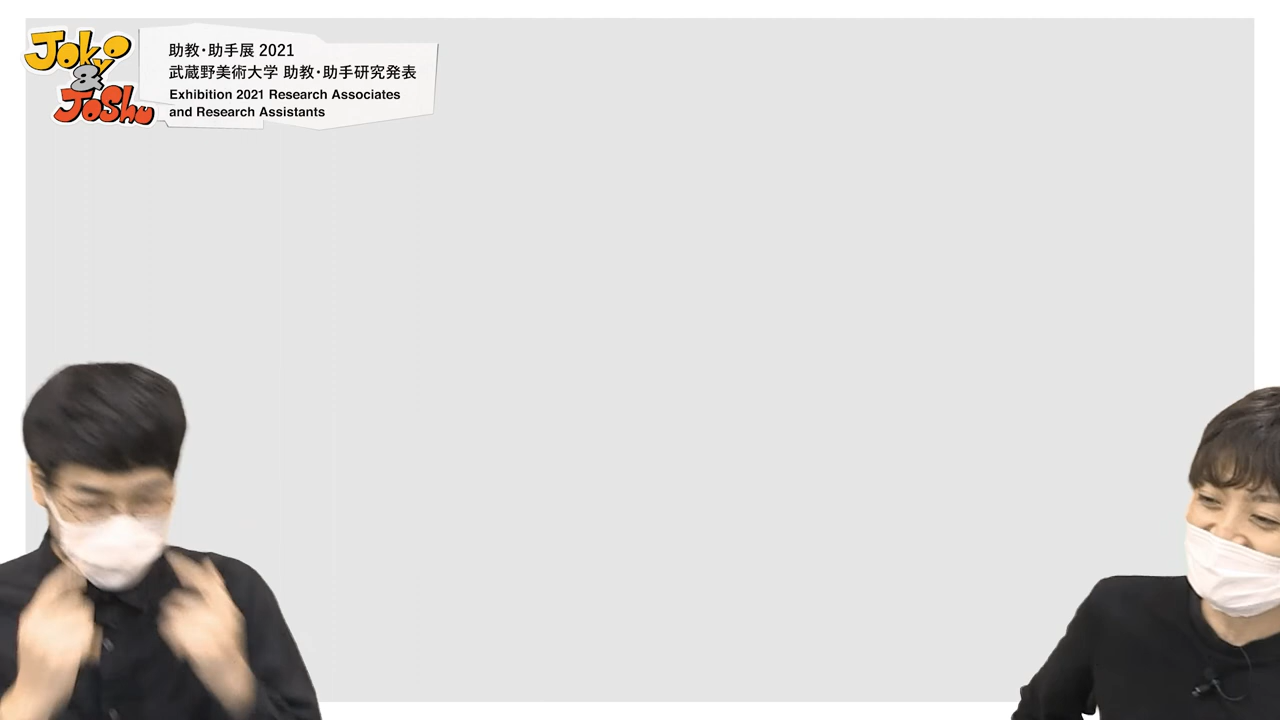 Jokyo
&
Joshu
助教・助手展 2021
武蔵野美術大学 助教・助手研究発表
Exhibition 2021 Research Associates
and Research Assistants